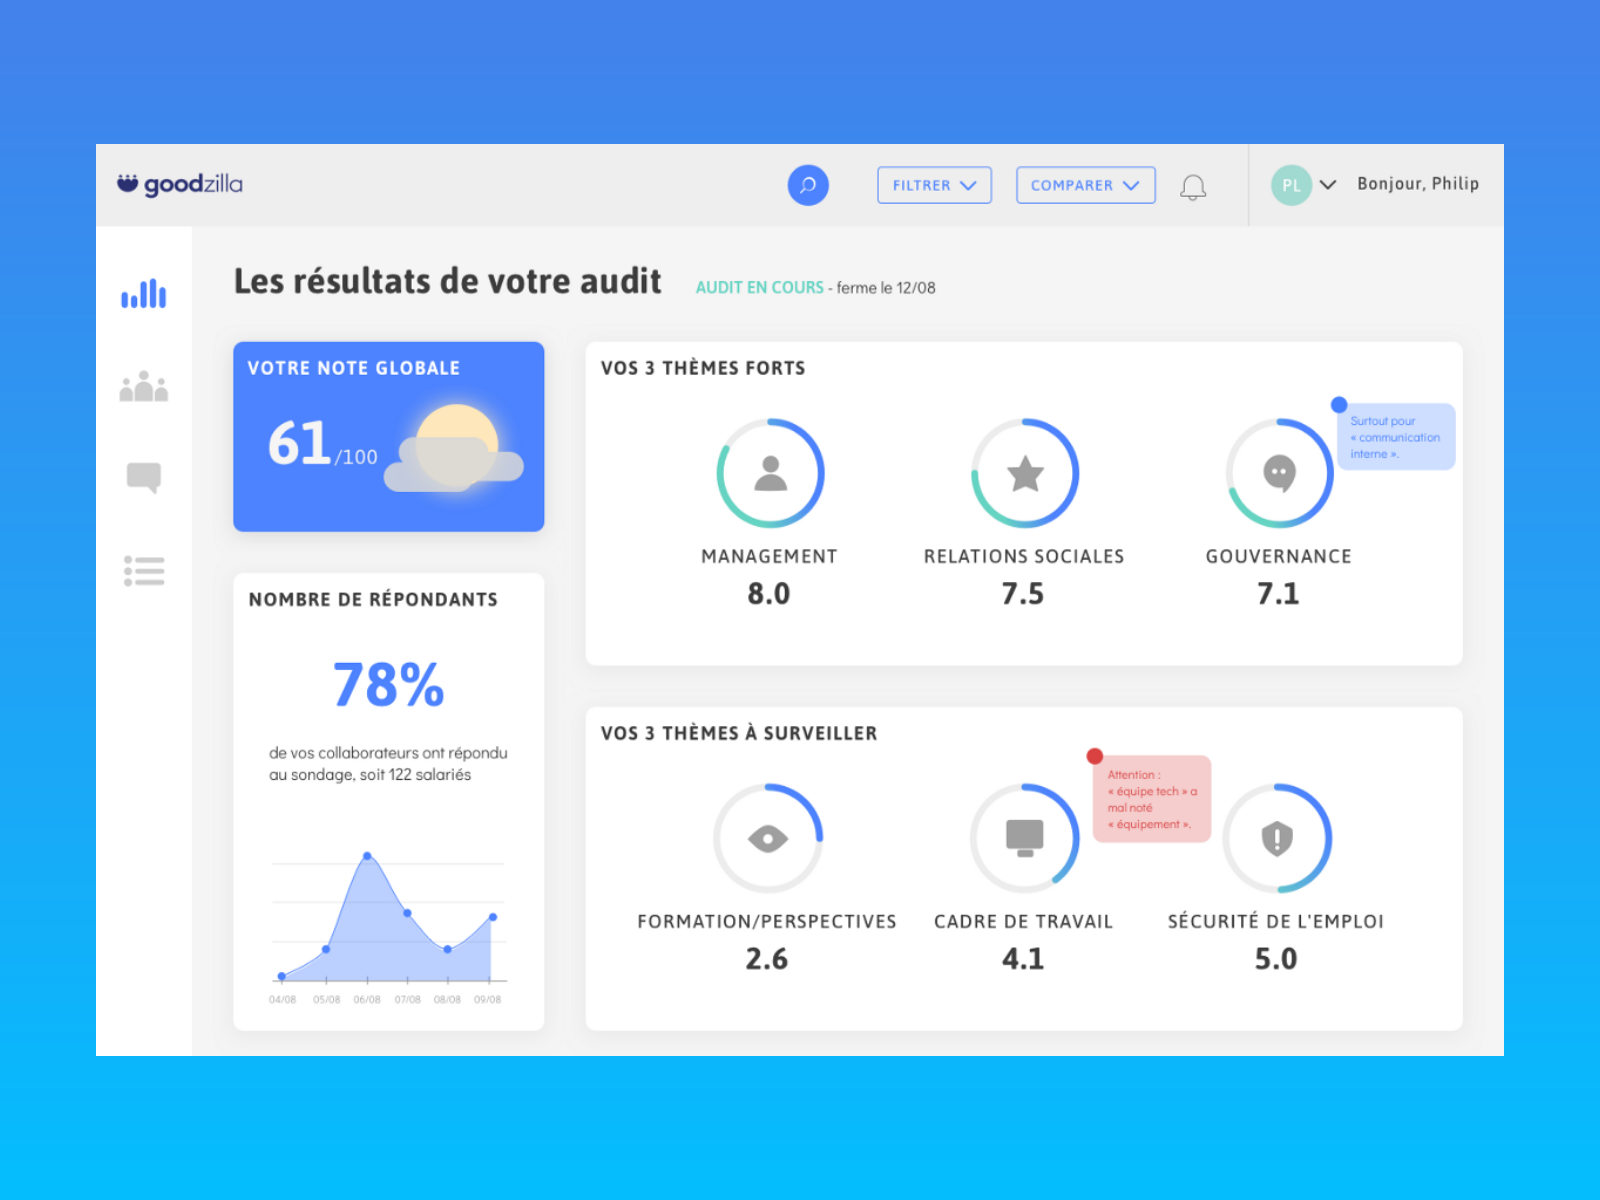 goodzilla
FILTRER
COMPARER
PL
Bonjour, Philip
Les résultats de votre audit
AUDIT EN COURS - ferme le 12/08
VOTRE NOTE GLOBALE
61/100
NOMBRE DE RÉPONDANTS
78%
de vos collaborateurs ont répondu
au sondage, soit 122 salariés
04/08 05/08 06/08 07/08 08/08 09/08
VOS 3 THÈMES FORTS
Surtout pour
« communication
interne ».
MANAGEMENT
8.0
RELATIONS SOCIALES
7.5
GOUVERNANCE
7.1
VOS 3 THÈMES À SURVEILLER
Attention :
« équipe tech » a
mal noté
« équipement ».
FORMATION/PERSPECTIVES
2.6
CADRE DE TRAVAIL
4.1
SÉCURITÉ DE L'EMPLOI
5.0